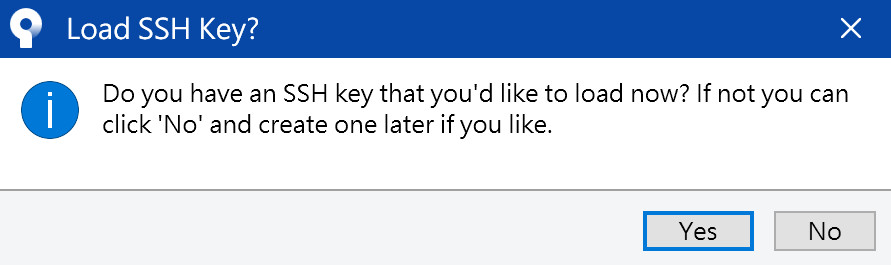 Load SSH Key?
Do you have an SSH key that you'd like to load now? If not you can
click 'No' and create one later if you like.
Yes
No